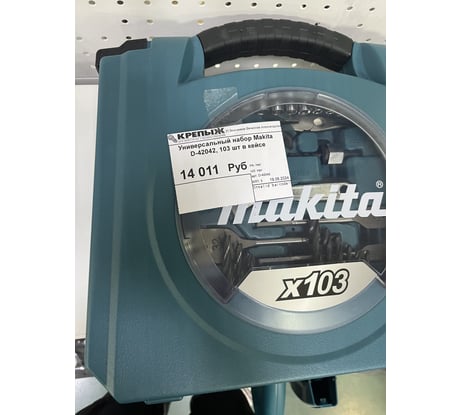 КРЕПЫЖ
Универсальный набор Makita
D-42042, 103 шт в кейсе
14 011 Руб
makita
x103